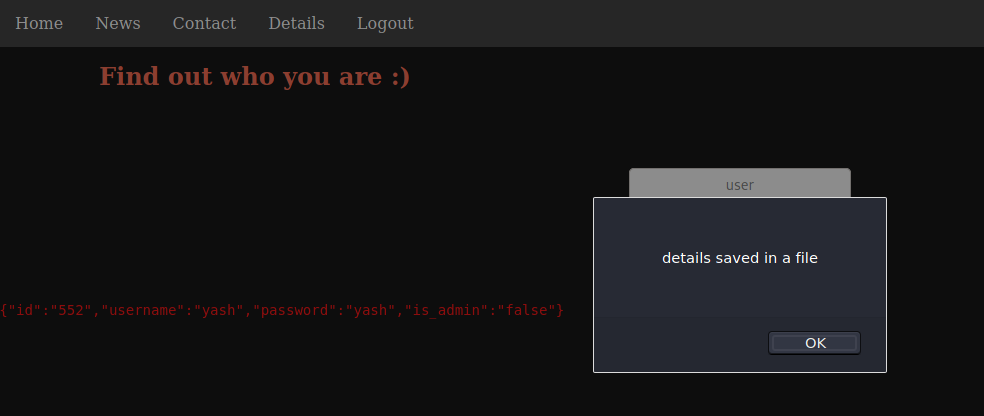 Home News Contact Details Logout
Find out who you are :)
user
details saved in a file
{"id":"552","username":"yash","password":"yash","is_admin":"false"}
OK